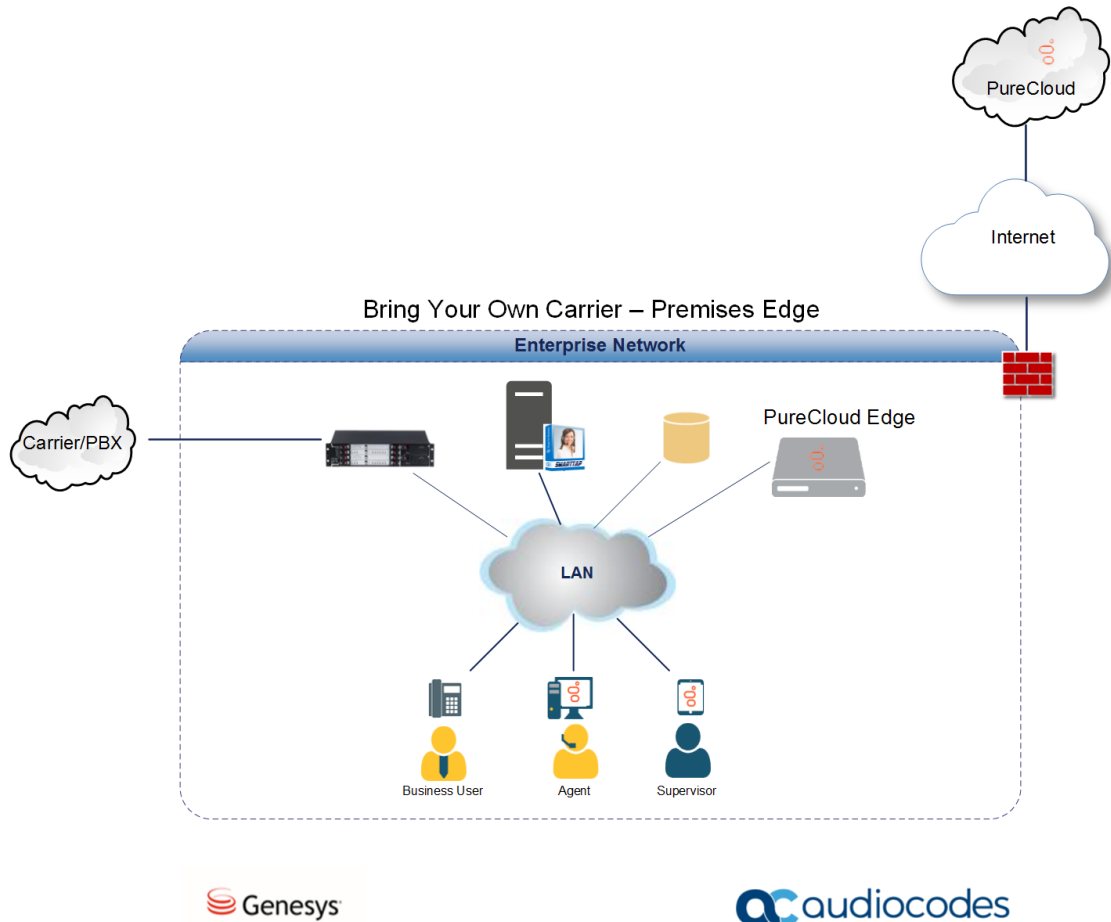 PureCloud
Internet
Bring Your Own Carrier – Premises Edge
Enterprise Network
Carrier/PBX
SMARTTAP
PureCloud Edge
LAN
Business User
Agent
Supervisor
Genesys
audiocodes